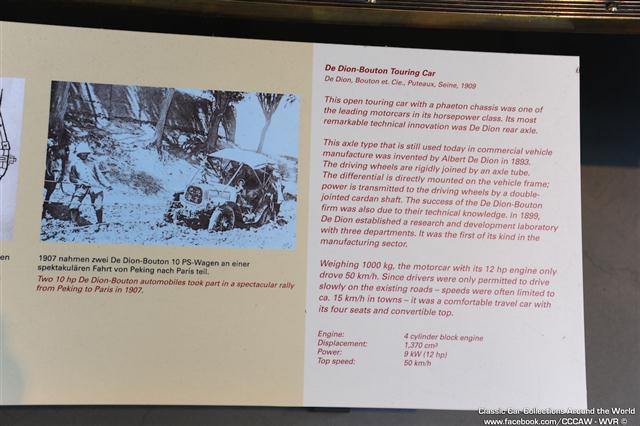 en
1907 nahmen zwei De Dion-Bouton 10 PS-Wagen an einer
spektakulären Fahrt von Peking nach Paris teil.
Two 10 hp De Dion-Bouton automobiles took part in a spectacular rally
from Peking to Paris in 1907.
De Dion-Bouton Touring Car
De Dion, Bouton et. Cie., Puteaux, Seine, 1909
This open touring car with a phaeton chassis was one of
the leading motorcars in its horsepower class. Its most
remarkable technical innovation was De Dion rear axle.
This axle type that is still used today in commercial vehicle
manufacture was invented by Albert De Dion in 1893.
The driving wheels are rigidly joined by an axle tube.
The differential is directly mounted on the vehicle frame;
power is transmitted to the driving wheels by a double-
jointed cardan shaft. The success of the De Dion-Bouton
firm was also due to their technical knowledge. In 1899,
De Dion established a research and development laboratory
with three departments. It was the first of its kind in the
manufacturing sector.
Weighing 1000 kg, the motorcar with its 12 hp engine only
drove 50 km/h. Since drivers were only permitted to drive
slowly on the existing roads – speeds were often limited to
ca. 15 km/h in towns – it was a comfortable travel car with
its four seats and convertible top.
Engine: 4 cylinder block engine
Displacement: 1,370 cm³
Power: 9 kW (12 hp)
Top speed: 50 km/h
Classic Car Collections Around the World
www.facebook.com/CCCAW - WVR ©